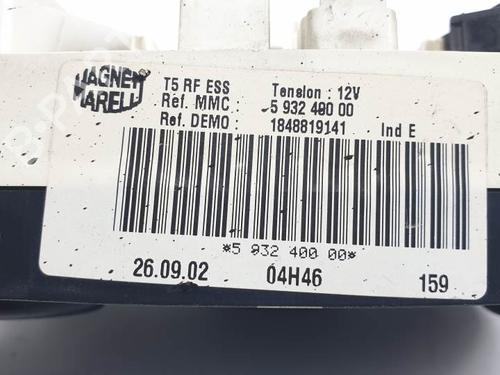 MAGNETI
MARELLI
T5 RF ESS Tension : 12V
Ref. MMC : 5 932 400 00
Ref. DEMO 1848819141 Ind E
*5 932 400 00*
26.09.02 04H46 159